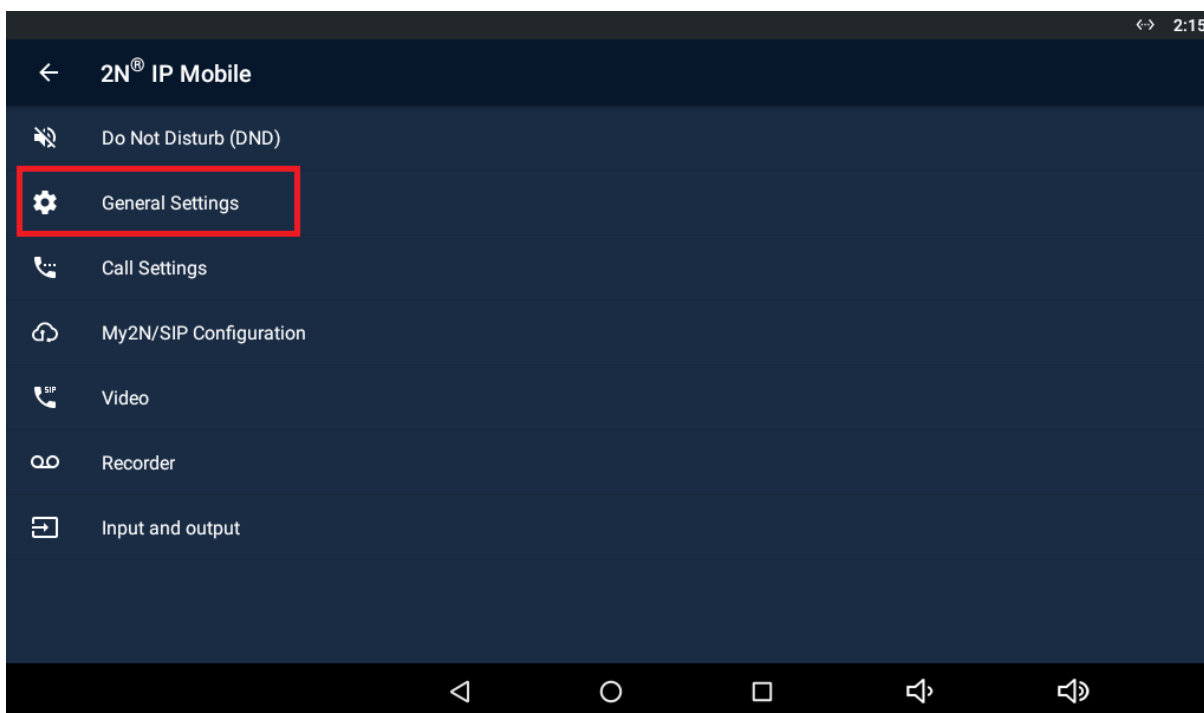 2:15
2N® IP Mobile
Do Not Disturb (DND)
General Settings
Call Settings
My2N/SIP Configuration
SIP
Video
Recorder
Input and output